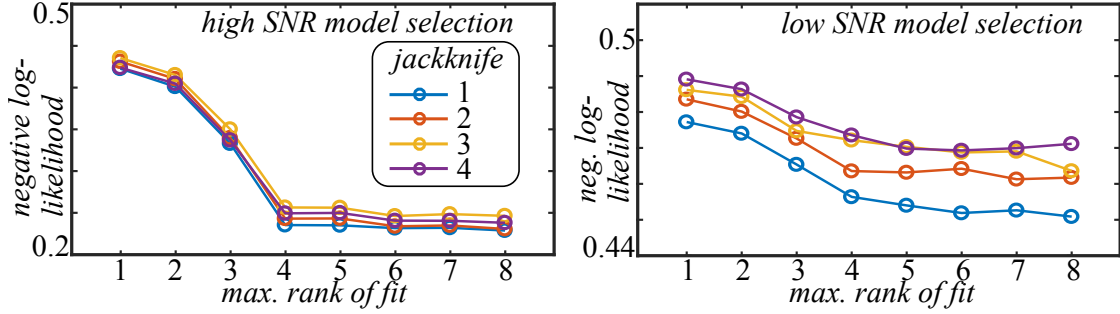 high SNR model selection
0.5
0.2
negative log-
likelihood
jackknife
1
2
3
4
1 2 3 4 5 6 7 8
max. rank of fit
low SNR model selection
0.5
0.44
neg. log-
likelihood
1 2 3 4 5 6 7 8
max. rank of fit